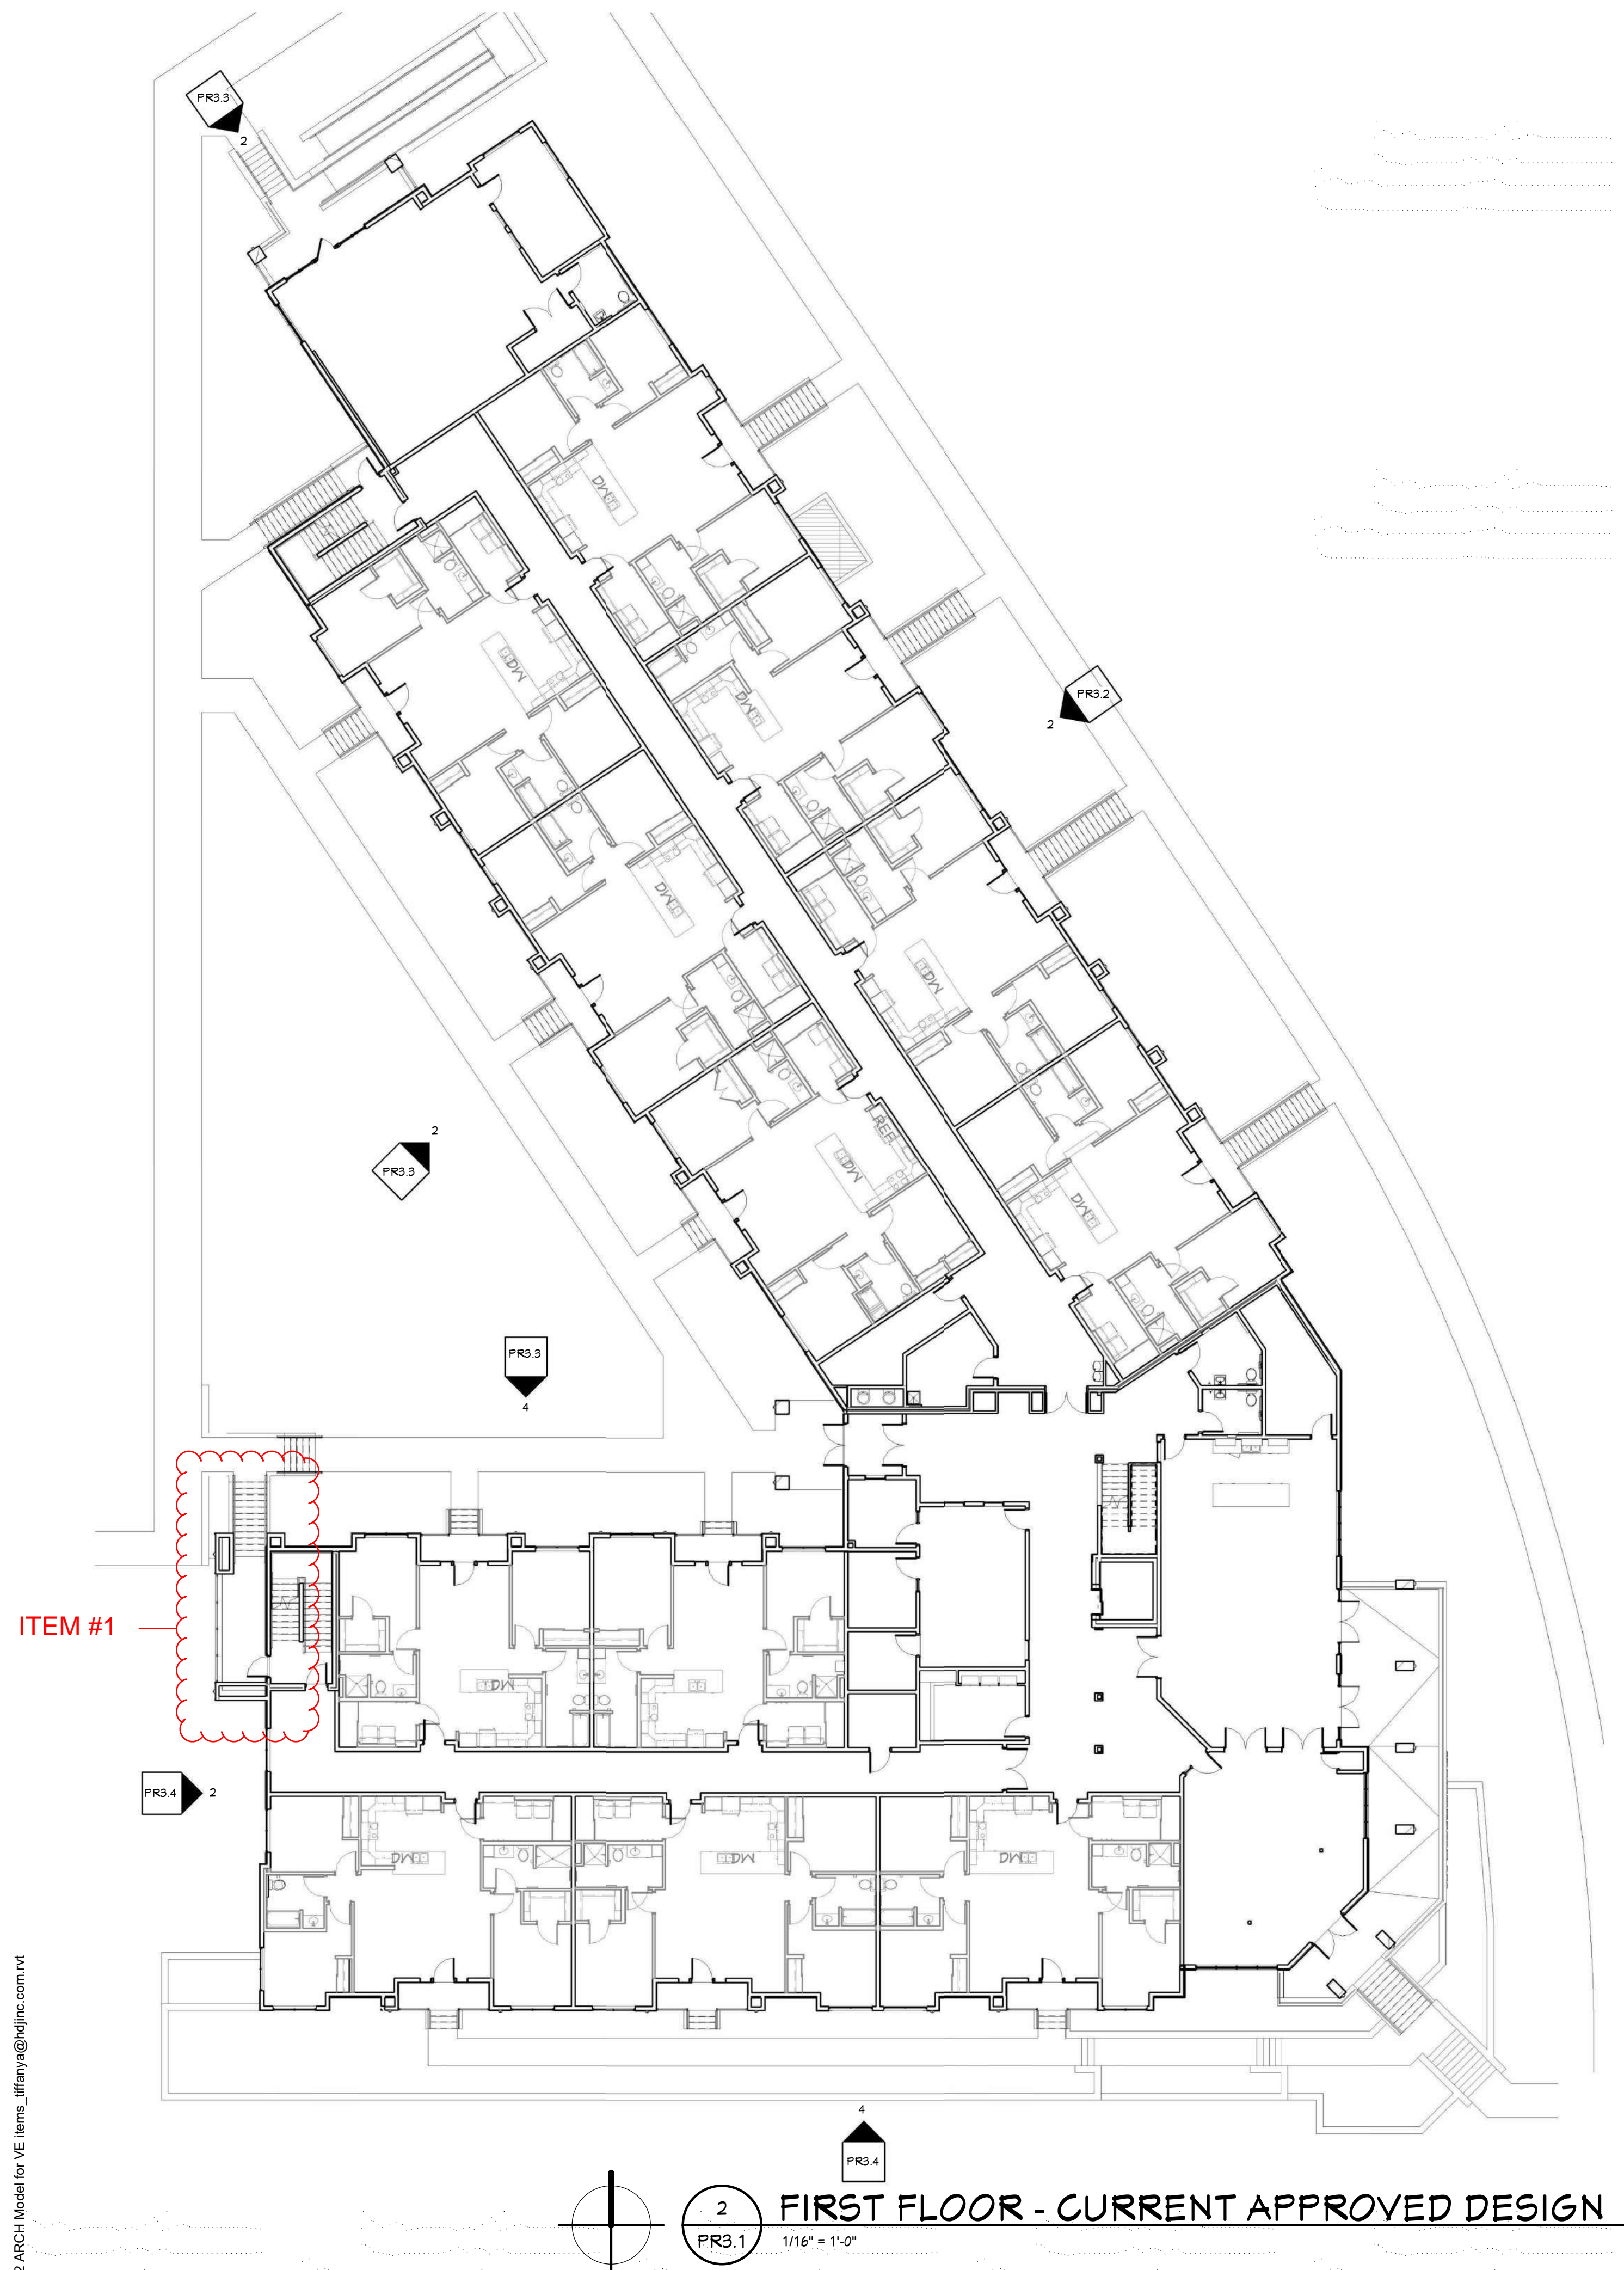 PR3.3
2
DW
DW
DW
DW
PR3.2
2
DW
DW
REF
2
PR3.3
DW
DW
PR3.3
4
ITEM #1
DW
PR3.4
2
DW
DW
DW
4
PR3.4
2
PR3.1
FIRST FLOOR - CURRENT APPROVED DESIGN
1/16" = 1'-0"
ARCH Model for VE items_tiffanya@hdjinc.com.rvt